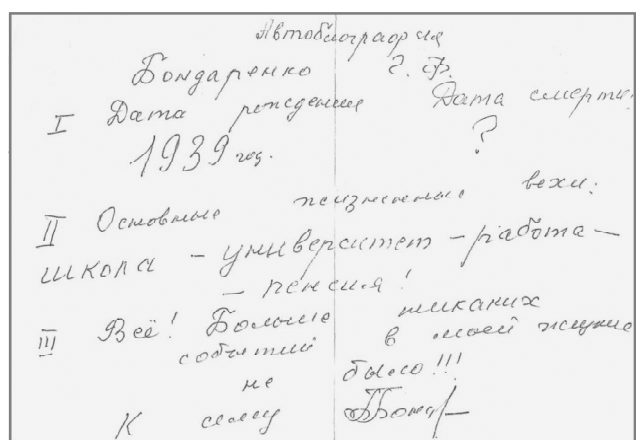 Автобиография
Бондаренко Г. Ф.
I Дата рождения Дата смерти:
1939 год. ?
II Основные жизненные вехи:
школа – университет – работа –
– пенсия!
III Всё! Больше никаких
событий в моей жизни
не было!!!
К сему Бонд